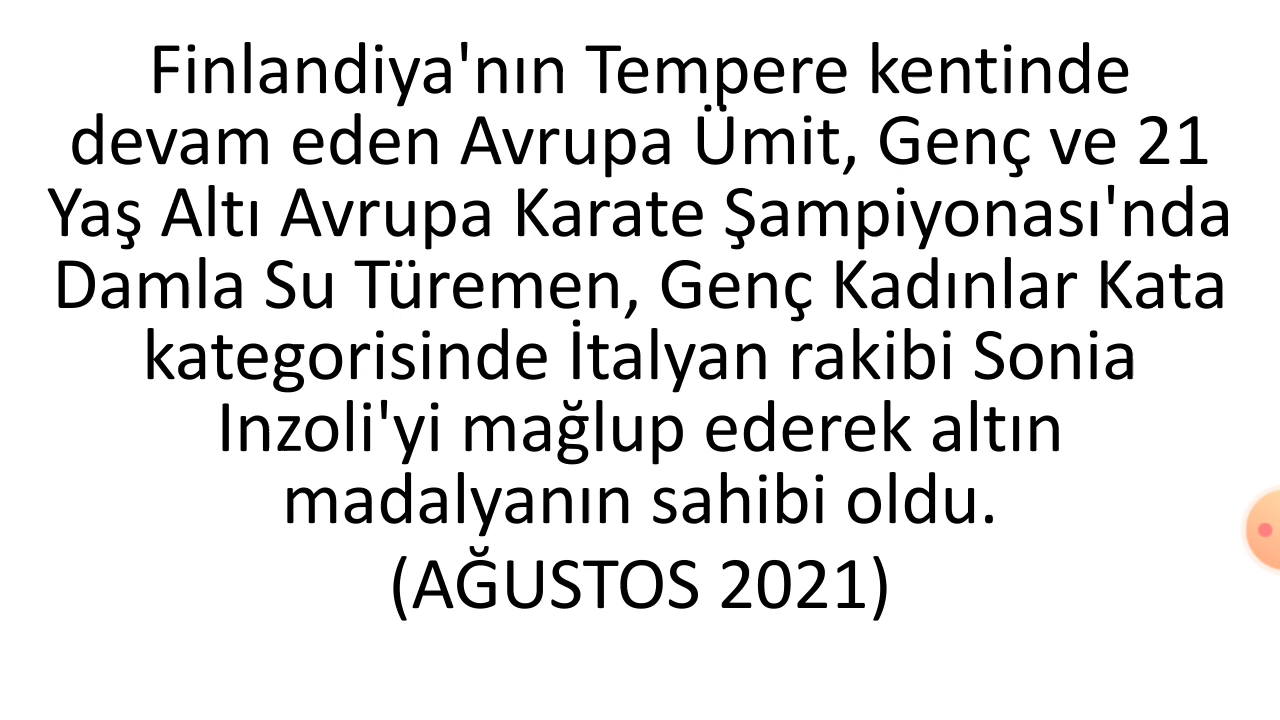 Finlandiya'nın Tempere kentinde
devam eden Avrupa Ümit, Genç ve 21
Yaş Altı Avrupa Karate Şampiyonası'nda
Damla Su Türemen, Genç Kadınlar Kata
kategorisinde İtalyan rakibi Sonia
Inzoli'yi mağlup ederek altın
madalyanın sahibi oldu.
(AĞUSTOS 2021)